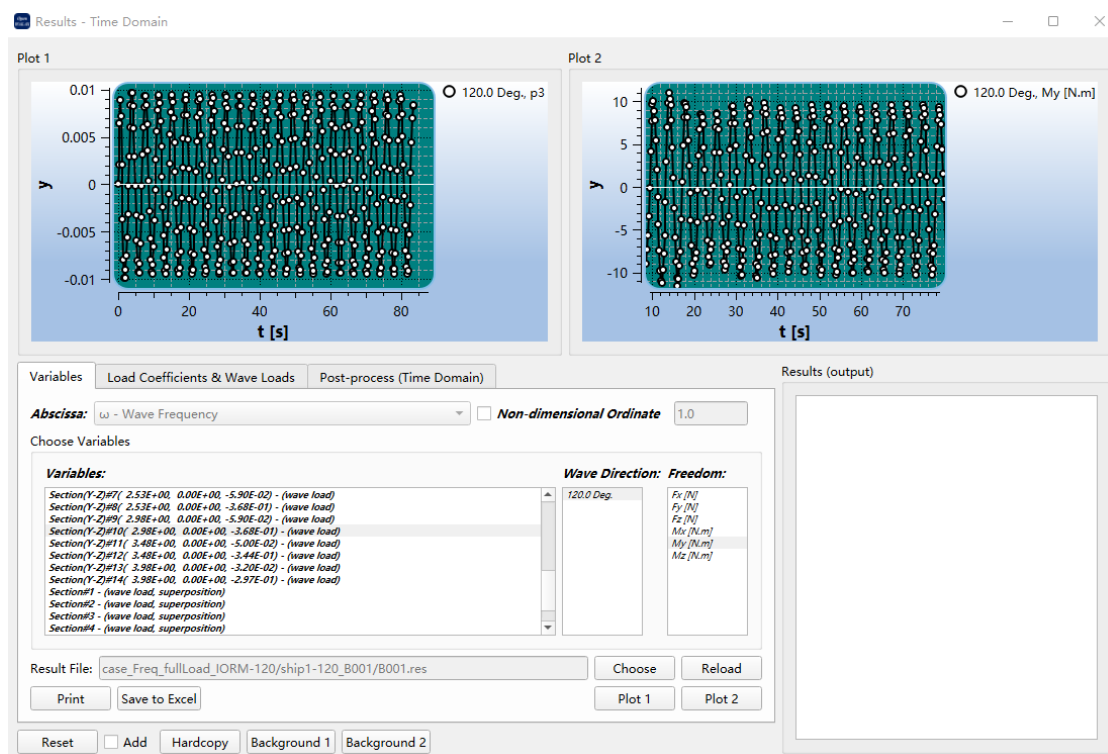 Results - Time Domain
Plot 1
0.01
0.005
0
-0.005
-0.01
y
0 20 40 60 80
t [s]
120.0 Deg., p3
Plot 2
10
5
0
-5
-10
y
10 20 30 40 50 60 70
t [s]
120.0 Deg., My [N.m]
Variables
Load Coefficients & Wave Loads
Post-process (Time Domain)
Abscissa: ω - Wave Frequency
Non-dimensional Ordinate 1.0
Choose Variables
Variables:
Section(Y-Z)#7( 2.53E+00, 0.00E+00, -5.90E-02) - (wave load)
Section(Y-Z)#8( 2.53E+00, 0.00E+00, -3.68E-01) - (wave load)
Section(Y-Z)#9( 2.98E+00, 0.00E+00, -5.90E-02) - (wave load)
Section(Y-Z)#10( 2.98E+00, 0.00E+00, -3.68E-01) - (wave load)
Section(Y-Z)#11( 3.48E+00, 0.00E+00, -5.00E-02) - (wave load)
Section(Y-Z)#12( 3.48E+00, 0.00E+00, -3.44E-01) - (wave load)
Section(Y-Z)#13( 3.98E+00, 0.00E+00, -3.20E-02) - (wave load)
Section(Y-Z)#14( 3.98E+00, 0.00E+00, -2.97E-01) - (wave load)
Section#1 - (wave load, superposition)
Section#2 - (wave load, superposition)
Section#3 - (wave load, superposition)
Section#4 - (wave load, superposition)
Wave Direction:
120.0 Deg.
Freedom:
Fx [N]
Fy [N]
Fz [N]
Mx [N.m]
My [N.m]
Mz [N.m]
Result File: case_Freq_fullLoad_IORM-120/ship1-120_B001/B001.res
Choose
Reload
Print
Save to Excel
Plot 1
Plot 2
Reset
Add
Hardcopy
Background 1
Background 2
Results (output)